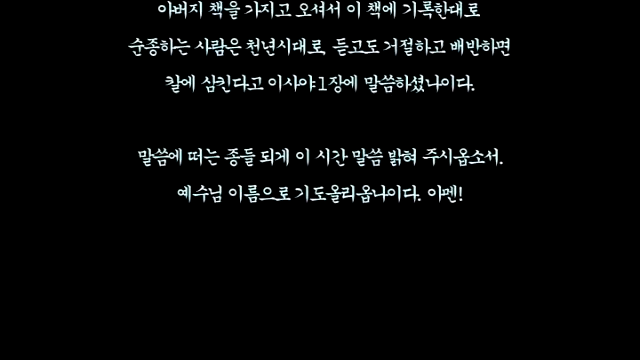 아버지 책을 가지고 오셔서 이 책에 기록한대로
순종하는 사람은 천년시대로, 듣고도 거절하고 배반하면
칼에 삼킨다고 이사야1장에 말씀하셨나이다.
말씀에 떠는 종들 되게 이 시간 말씀 밝혀 주시옵소서.
예수님 이름으로 기도올리옵나이다. 아멘!